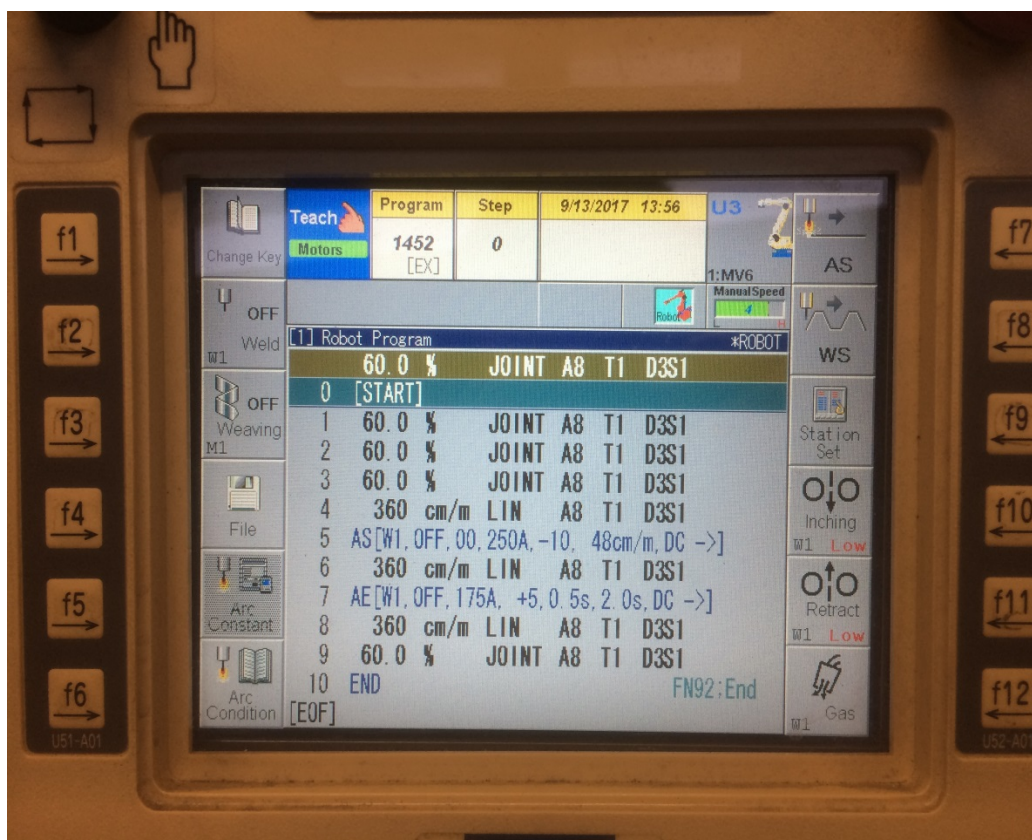 f1
f2
f3
f4
f5
f6
U51-A01
Change Key
OFF
Weld
W1
OFF
Weaving
M1
File
Arc
Constant
Arc
Condition
Teach
Motors
Program
1452
[EX]
Step
0
9/13/2017 13:56
U3
1:MV6
Robot
Manual Speed
4
L H
[1] Robot Program *ROBOT
60.0 % JOINT A8 T1 D3S1
0 [START]
1 60.0 % JOINT A8 T1 D3S1
2 60.0 % JOINT A8 T1 D3S1
3 60.0 % JOINT A8 T1 D3S1
4 360 cm/m LIN A8 T1 D3S1
5 AS[W1, OFF, 00, 250A, -10, 48cm/m, DC ->]
6 360 cm/m LIN A8 T1 D3S1
7 AE[W1, OFF, 175A, +5, 0.5s, 2.0s, DC ->]
8 360 cm/m LIN A8 T1 D3S1
9 60.0 % JOINT A8 T1 D3S1
10 END FN92;End
[EOF]
AS
WS
Station
Set
Inching
W1 Low
Retract
W1 Low
Gas
W1
f7
f8
f9
f10
f11
f12